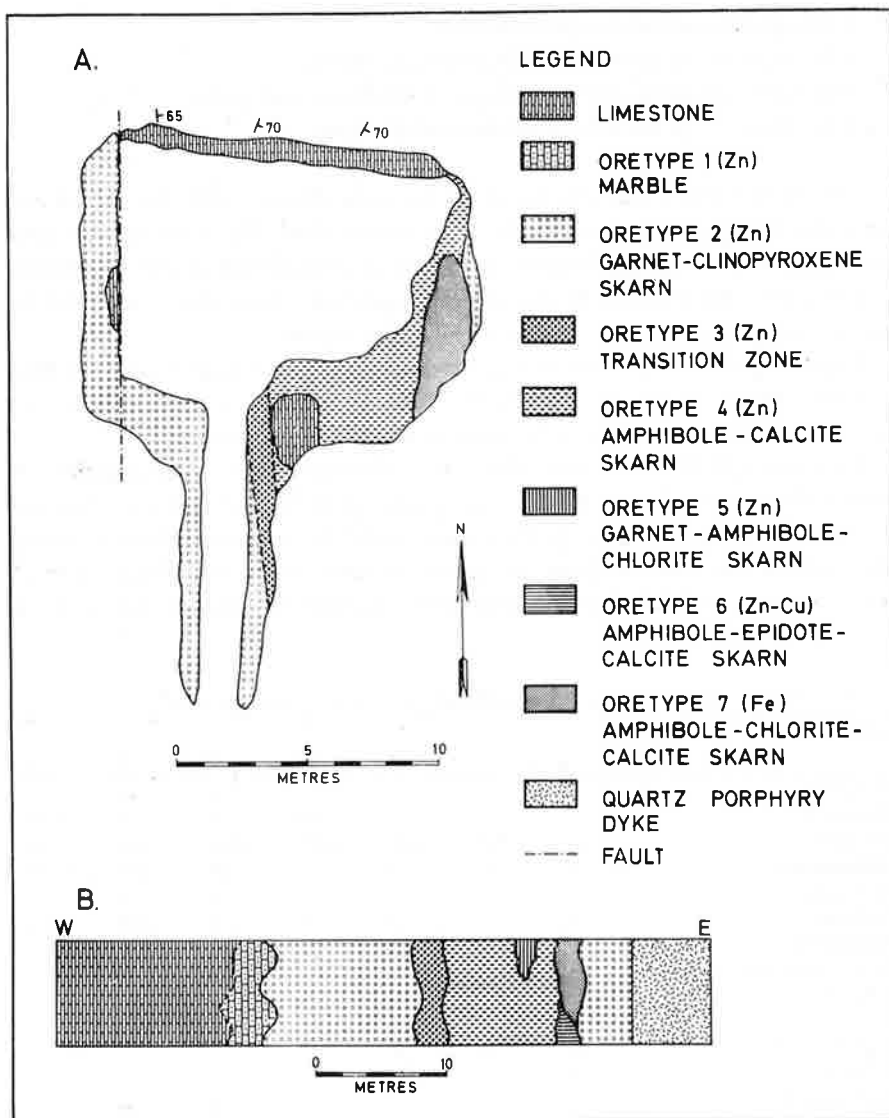 A.
65
70
70
N
0 5 10
METRES
LEGEND
LIMESTONE
ORETYPE 1 (Zn)
MARBLE
ORETYPE 2 (Zn)
GARNET-CLINOPYROXENE
SKARN
ORETYPE 3 (Zn)
TRANSITION ZONE
ORETYPE 4 (Zn)
AMPHIBOLE-CALCITE
SKARN
ORETYPE 5 (Zn)
GARNET-AMPHIBOLE-
CHLORITE SKARN
ORETYPE 6 (Zn-Cu)
AMPHIBOLE-EPIDOTE-
CALCITE SKARN
ORETYPE 7 (Fe)
AMPHIBOLE-CHLORITE-
CALCITE SKARN
QUARTZ PORPHYRY
DYKE
FAULT
B.
W E
0 10
METRES